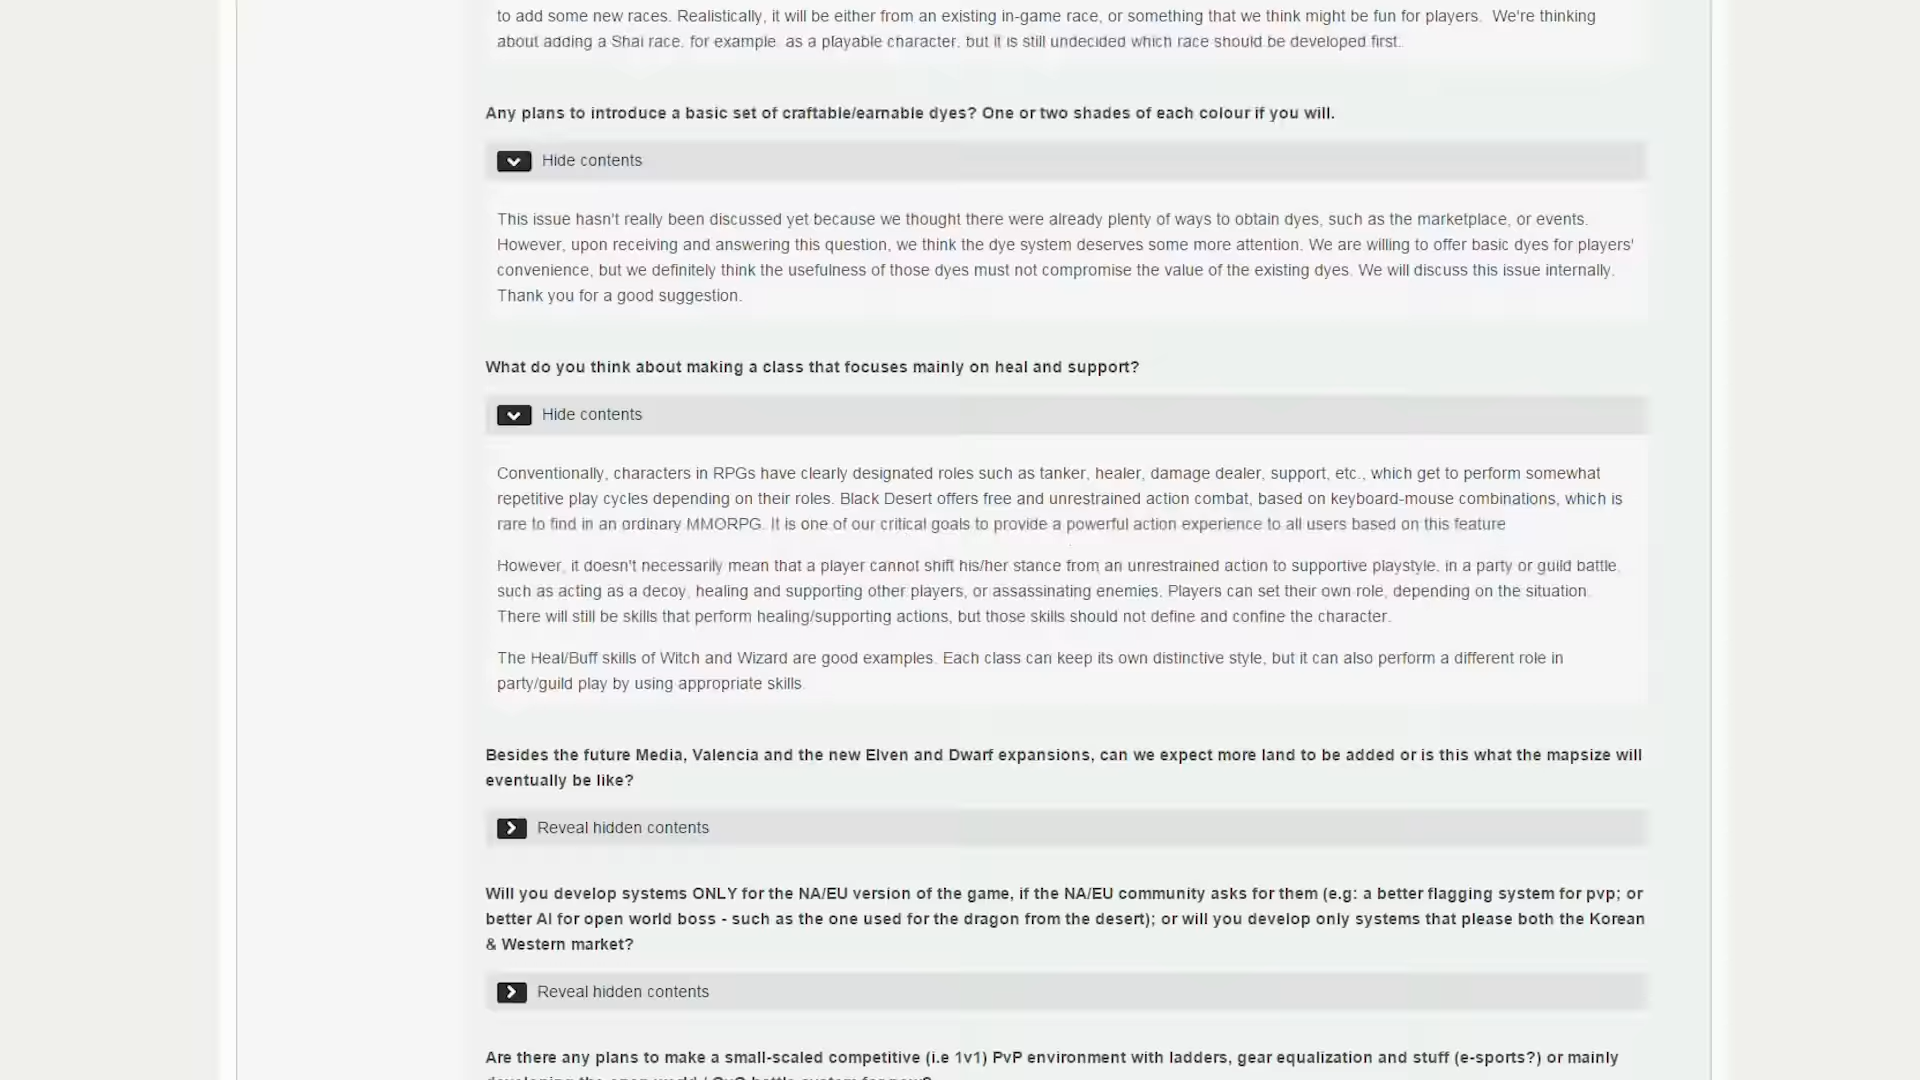 to add some new races. Realistically, it will be either from an existing in-game race, or something that we think might be fun for players.  We're thinking
about adding a Shai race, for example, as a playable character, but it is still undecided which race should be developed first.
Any plans to introduce a basic set of craftable/earnable dyes? One or two shades of each colour if you will.
Hide contents
This issue hasn't really been discussed yet because we thought there were already plenty of ways to obtain dyes, such as the marketplace, or events.
However, upon receiving and answering this question, we think the dye system deserves some more attention. We are willing to offer basic dyes for players'
convenience, but we definitely think the usefulness of those dyes must not compromise the value of the existing dyes. We will discuss this issue internally.
Thank you for a good suggestion.
What do you think about making a class that focuses mainly on heal and support?
Hide contents
Conventionally, characters in RPGs have clearly designated roles such as tanker, healer, damage dealer, support, etc., which get to perform somewhat
repetitive play cycles depending on their roles. Black Desert offers free and unrestrained action combat, based on keyboard-mouse combinations, which is
rare to find in an ordinary MMORPG. It is one of our critical goals to provide a powerful action experience to all users based on this feature
However, it doesn't necessarily mean that a player cannot shift his/her stance from an unrestrained action to supportive playstyle, in a party or guild battle,
such as acting as a decoy, healing and supporting other players, or assassinating enemies. Players can set their own role, depending on the situation.
There will still be skills that perform healing/supporting actions, but those skills should not define and confine the character.
The Heal/Buff skills of Witch and Wizard are good examples. Each class can keep its own distinctive style, but it can also perform a different role in
party/guild play by using appropriate skills.
Besides the future Media, Valencia and the new Elven and Dwarf expansions, can we expect more land to be added or is this what the mapsize will
eventually be like?
Reveal hidden contents
Will you develop systems ONLY for the NA/EU version of the game, if the NA/EU community asks for them (e.g: a better flagging system for pvp; or
better AI for open world boss - such as the one used for the dragon from the desert); or will you develop only systems that please both the Korean
& Western market?
Reveal hidden contents
Are there any plans to make a small-scaled competitive (i.e 1v1) PvP environment with ladders, gear equalization and stuff (e-sports?) or mainly
developing the open world / GvG battle system for now?